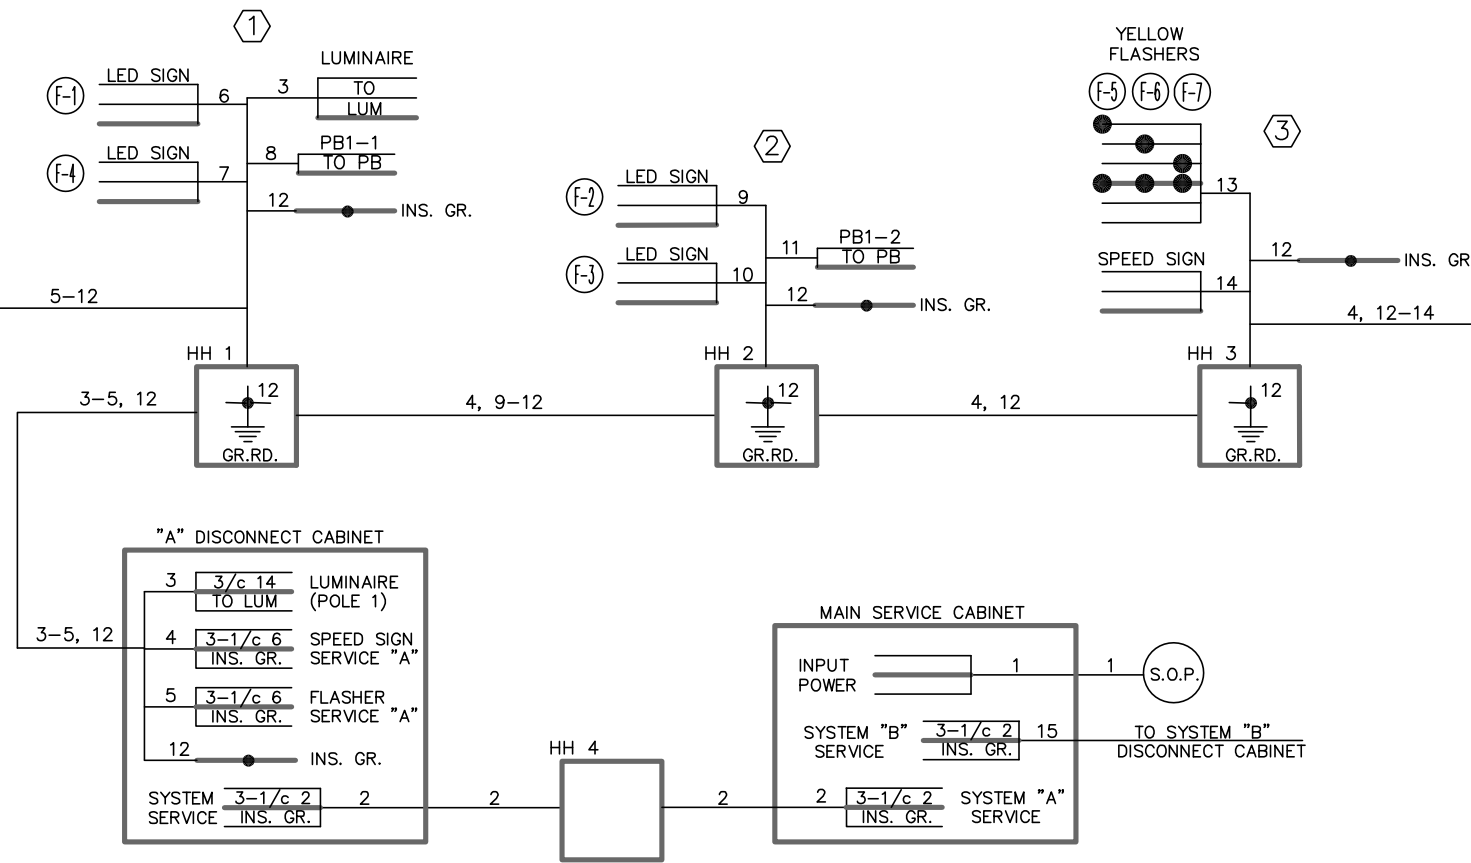 1
LUMINAIRE
LED SIGN
F-1
6
3
TO
LUM
LED SIGN
F-4
7
8
PB1-1
TO PB
12
INS. GR.
5-12
HH 1
12
GR.RD.
3-5, 12
4, 9-12
2
LED SIGN
F-2
9
LED SIGN
F-3
10
11
PB1-2
TO PB
12
INS. GR.
HH 2
12
GR.RD.
4, 12
YELLOW
FLASHERS
F-5 F-6 F-7
3
13
SPEED SIGN
14
12
INS. GR
4, 12-14
HH 3
12
GR.RD.
"A" DISCONNECT CABINET
3
3/c 14
TO LUM
LUMINAIRE
(POLE 1)
3-5, 12
4
3-1/c 6
INS. GR.
SPEED SIGN
SERVICE "A"
5
3-1/c 6
INS. GR.
FLASHER
SERVICE "A"
12
INS. GR.
SYSTEM
SERVICE
3-1/c 2
INS. GR.
2
2
HH 4
2
MAIN SERVICE CABINET
INPUT
POWER
1
1
S.O.P.
SYSTEM "B"
SERVICE
3-1/c 2
INS. GR.
15
TO SYSTEM "B"
DISCONNECT CABINET
2
3-1/c 2
INS. GR.
SYSTEM "A"
SERVICE